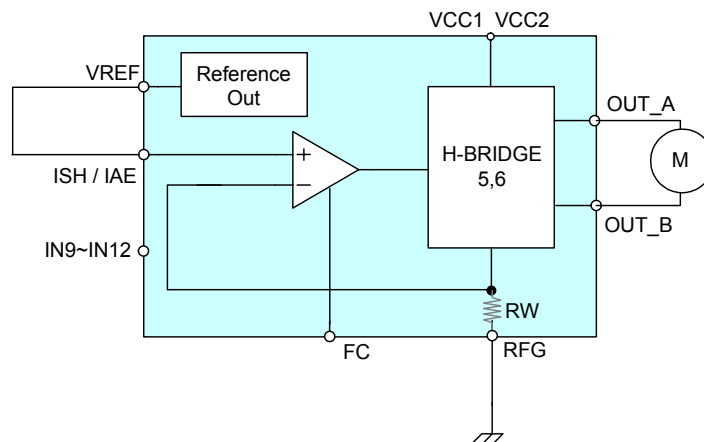 VCC1 VCC2
VREF
Reference
Out
OUT_A
ISH / IAE
+
−
H-BRIDGE
5,6
M
OUT_B
IN9~IN12
RW
FC
RFG